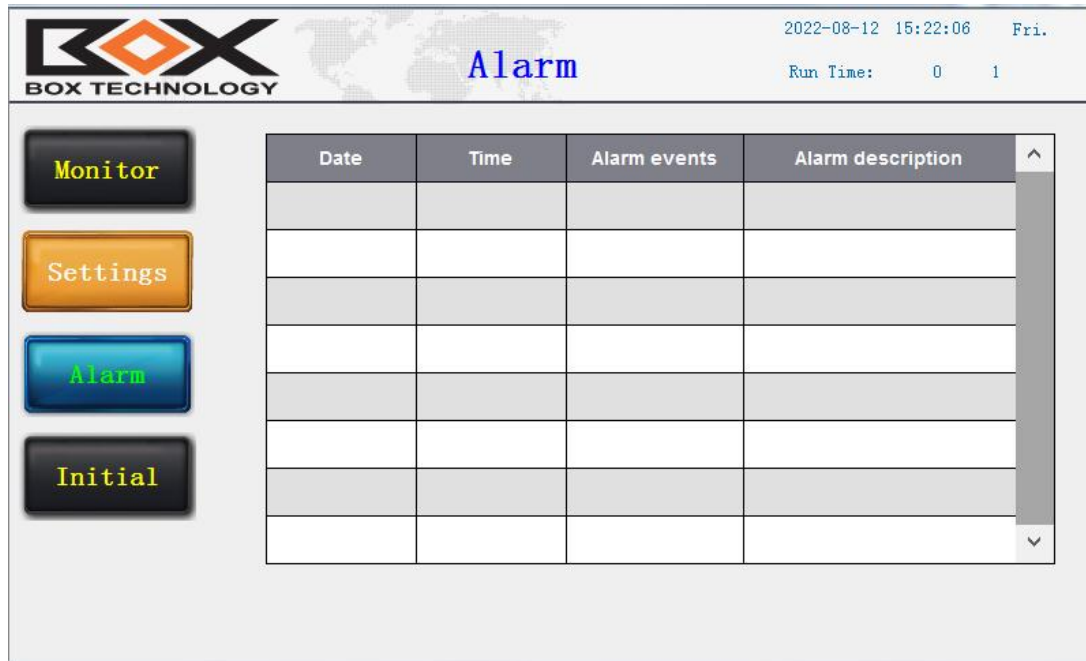 BOX
BOX TECHNOLOGY
Alarm
2022-08-12 15:22:06 Fri.
Run Time: 0 1
Monitor
Settings
Alarm
Initial
Date Time Alarm events Alarm description